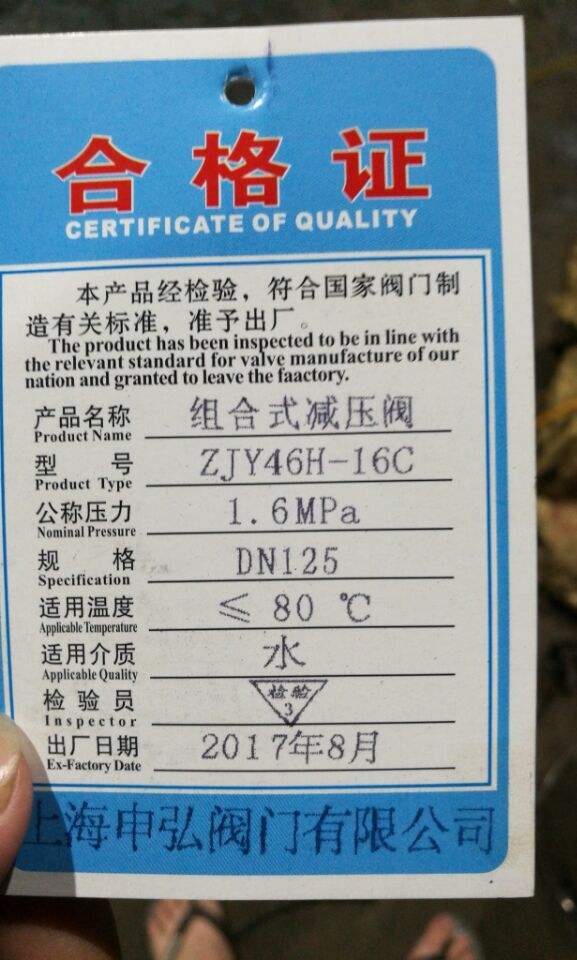 合格证
CERTIFICATE OF QUALITY
本产品经检验，符合国家阀门制
造有关标准，准予出厂。
The product has been inspected to be in line with
the relevant standard for valve manufacture of our
nation and granted to leave the faactory.
产品名称 组合式减压阀
Product Name
型 号 ZJY46H-16C
Product Type
公称压力 1.6MPa
Nominal Pressure
规 格 DN125
Specification
适用温度 ≤ 80 ℃
Applicable Temperature
适用介质 水
Applicable Quality
检 验 员 检验 3
Inspector
出厂日期 2017年8月
Ex-Factory Date
上海申弘阀门有限公司